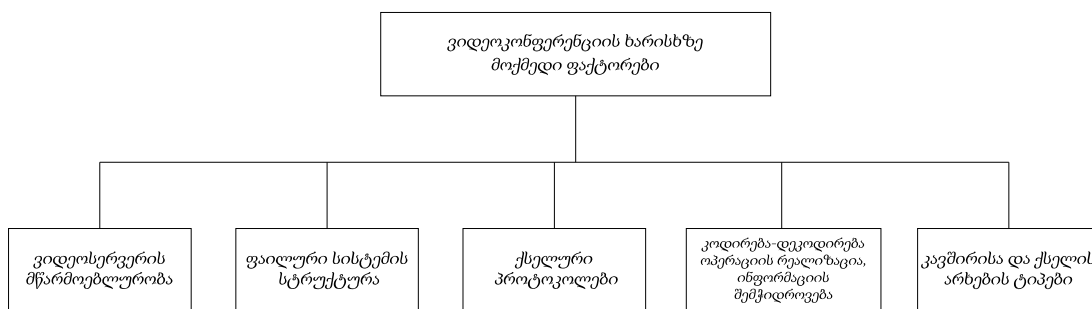 ვიდეოკონფერენციის ხარისხზე
მოქმედი ფაქტორები
ვიდეოსერვერის
მწარმოებლურობა
ფაილური სისტემის
სტრუქტურა
ქსელური
პროტოკოლები
კოდირება-დეკოდირება
ოპერაციის რეალიზაცია,
ინფორმაციის
შემჭიდროვება
კავშირისა და ქსელის
არხების ტიპები